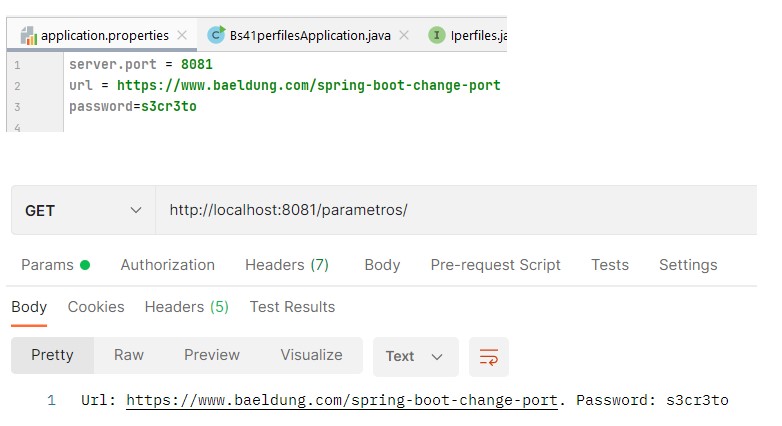 application.properties Bs41perfilesApplication.java I Iperfiles.ja
1 server.port = 8081
2 url = https://www.baeldung.com/spring-boot-change-port
3 password=s3cr3to
4
GET http://localhost:8081/parametros/
Params Authorization Headers (7) Body Pre-request Script Tests Settings
Body Cookies Headers (5) Test Results
Pretty Raw Preview Visualize Text
1 Url: https://www.baeldung.com/spring-boot-change-port. Password: s3cr3to